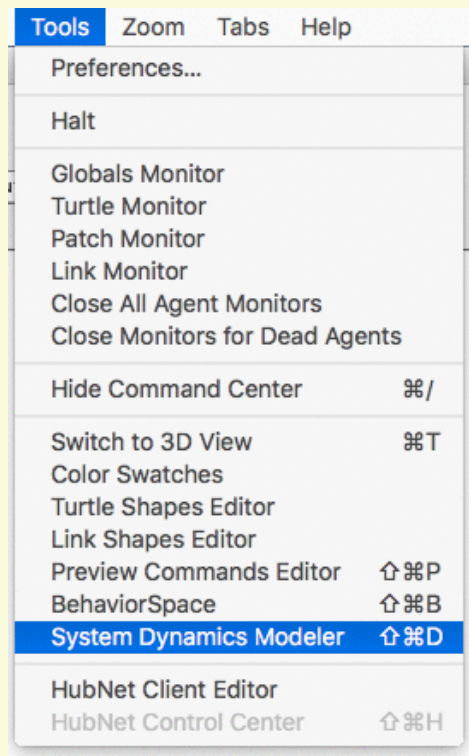 Tools Zoom Tabs Help
Preferences...
Halt
Globals Monitor
Turtle Monitor
Patch Monitor
Link Monitor
Close All Agent Monitors
Close Monitors for Dead Agents
Hide Command Center ⌘/
Switch to 3D View ⌘T
Color Swatches
Turtle Shapes Editor
Link Shapes Editor
Preview Commands Editor ⇧⌘P
BehaviorSpace ⇧⌘B
System Dynamics Modeler ⇧⌘D
HubNet Client Editor
HubNet Control Center ⇧⌘H